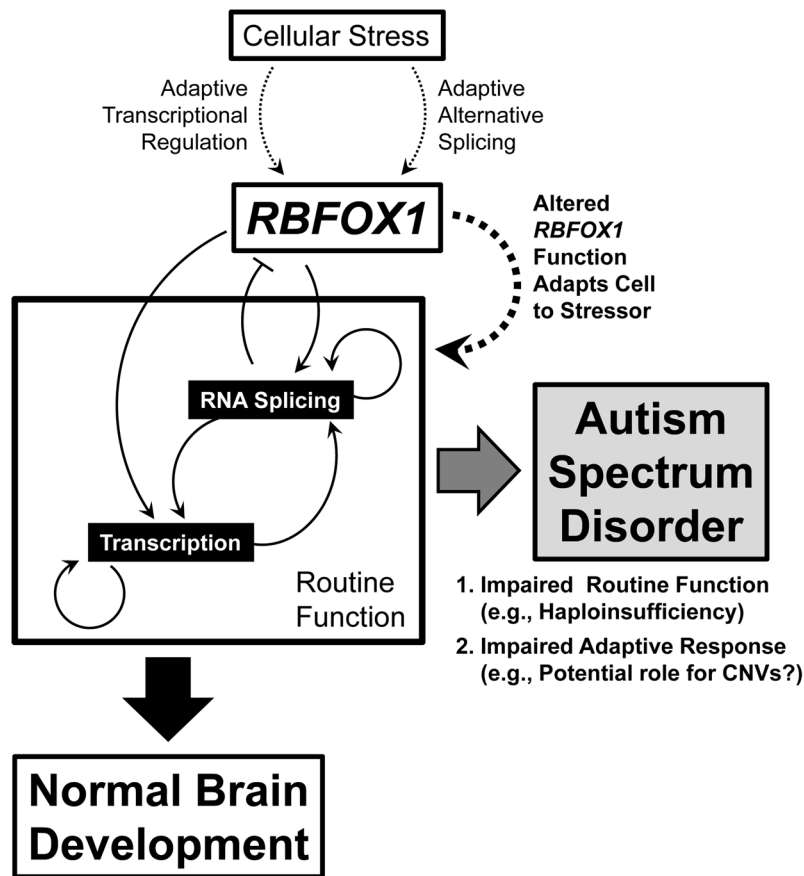 Cellular Stress
Adaptive
Transcriptional
Regulation
Adaptive
Alternative
Splicing
RBFOX1
Altered
RBFOX1
Function
Adapts Cell
to Stressor
RNA Splicing
Transcription
Routine
Function
Autism
Spectrum
Disorder
1. Impaired Routine Function
(e.g., Haploinsufficiency)
2. Impaired Adaptive Response
(e.g., Potential role for CNVs?)
Normal Brain
Development